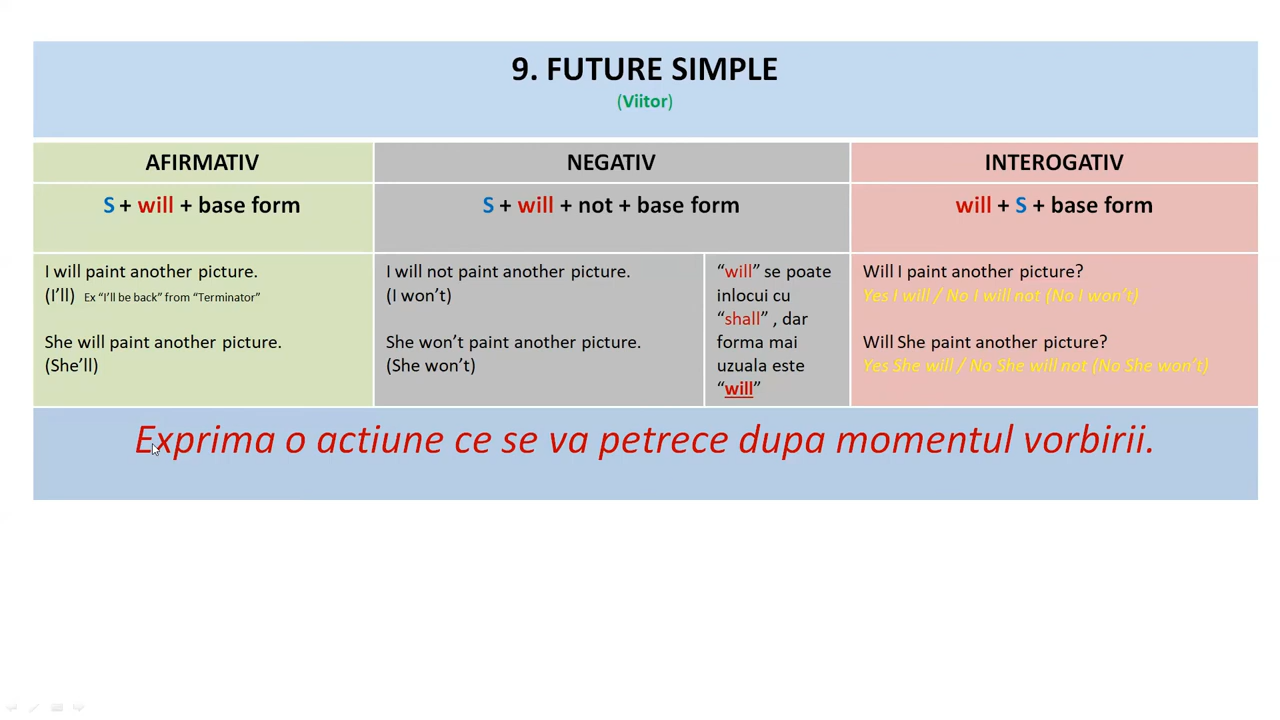 9. FUTURE SIMPLE
(Viitor)
AFIRMATIV
NEGATIV
INTEROGATIV
S + will + base form
S + will + not + base form
will + S + base form
I will paint another picture.
(I’ll) Ex “I’ll be back” from “Terminator”
She will paint another picture.
(She’ll)
I will not paint another picture.
(I won’t)
She won’t paint another picture.
(She won’t)
“will” se poate
inlocui cu
“shall” , dar
forma mai
uzuala este
“will”
Will I paint another picture?
Yes I will / No I will not (No I won’t)
Will She paint another picture?
Yes She will / No She will not (No She won’t)
Exprima o actiune ce se va petrece dupa momentul vorbirii.